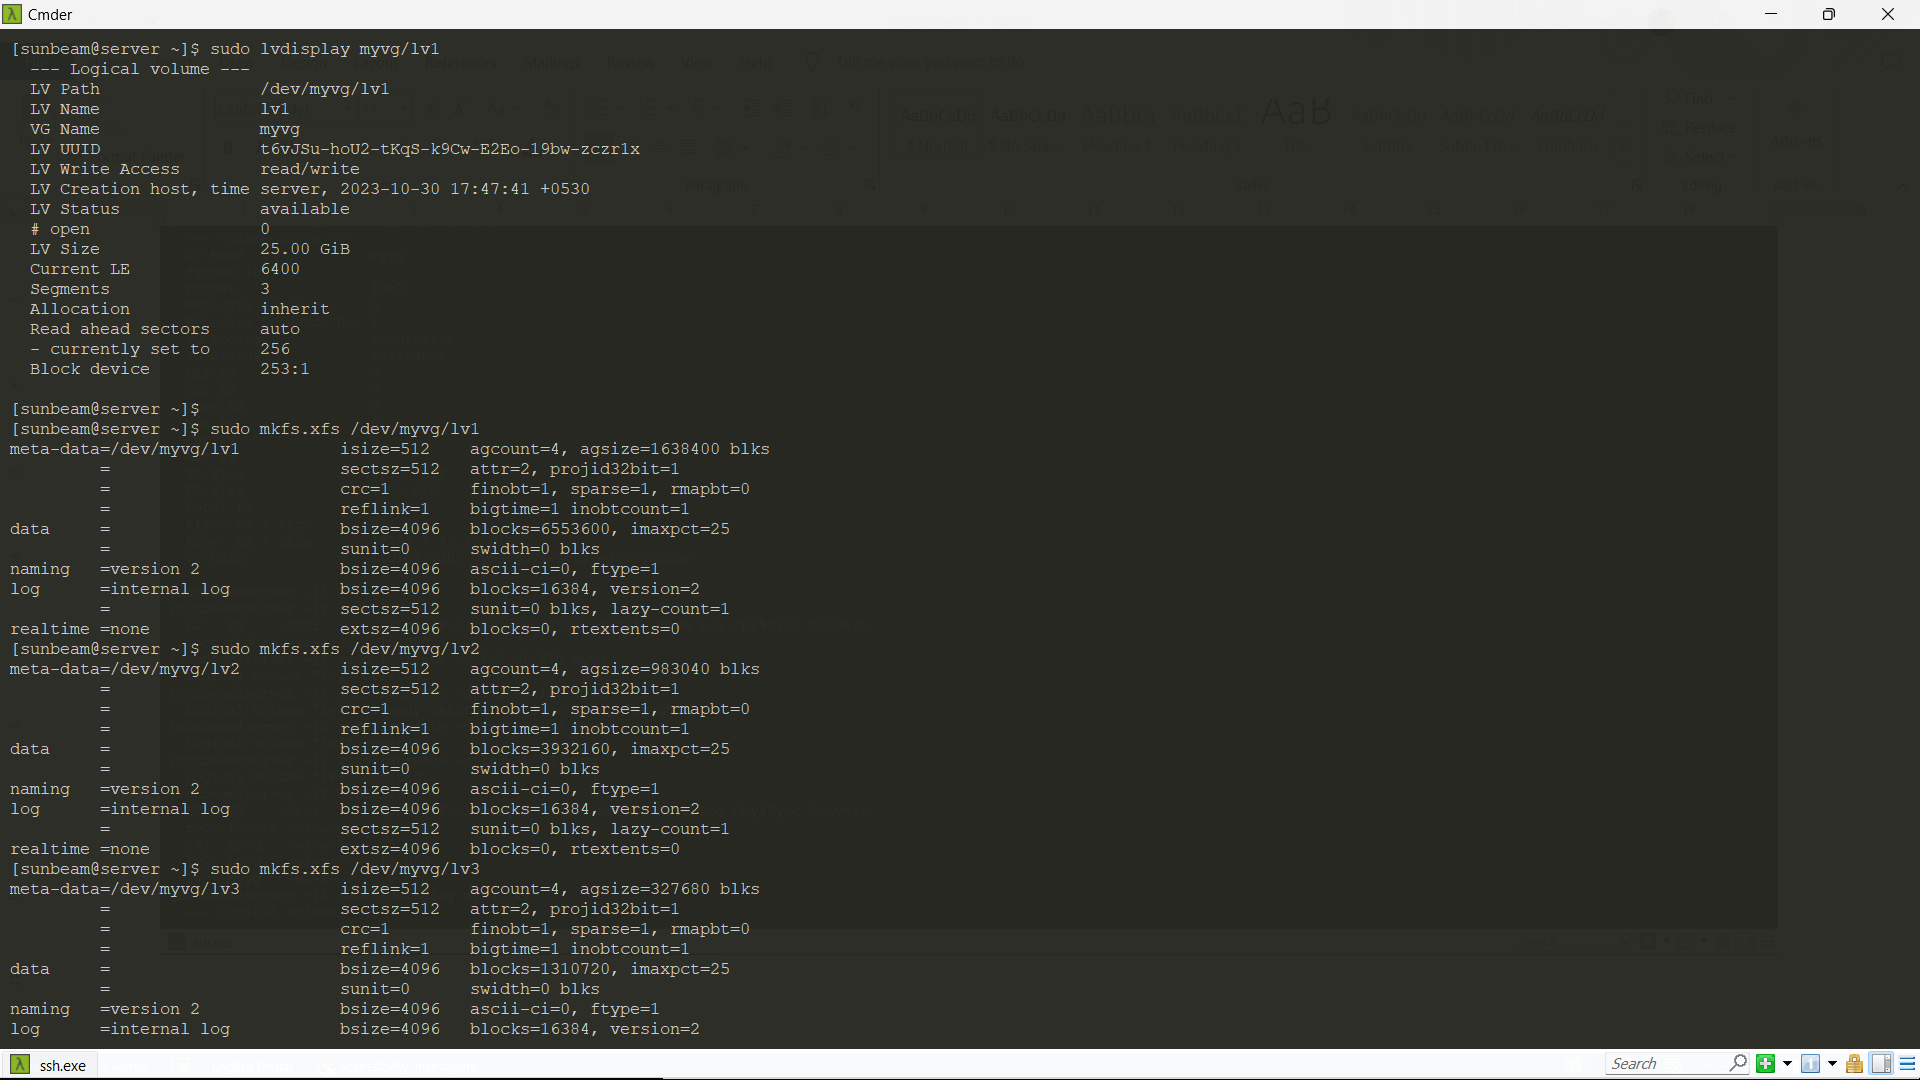 Cmder
[sunbeam@server ~]$ sudo lvdisplay myvg/lv1
  --- Logical volume ---
  LV Path                /dev/myvg/lv1
  LV Name                lv1
  VG Name                myvg
  LV UUID                t6vJSu-hoU2-tKqS-k9Cw-E2Eo-19bw-zczr1x
  LV Write Access        read/write
  LV Creation host, time server, 2023-10-30 17:47:41 +0530
  LV Status              available
  # open                 0
  LV Size                25.00 GiB
  Current LE             6400
  Segments               3
  Allocation             inherit
  Read ahead sectors     auto
  - currently set to     256
  Block device           253:1
[sunbeam@server ~]$
[sunbeam@server ~]$ sudo mkfs.xfs /dev/myvg/lv1
meta-data=/dev/myvg/lv1          isize=512    agcount=4, agsize=1638400 blks
         =                       sectsz=512   attr=2, projid32bit=1
         =                       crc=1        finobt=1, sparse=1, rmapbt=0
         =                       reflink=1    bigtime=1 inobtcount=1
data     =                       bsize=4096   blocks=6553600, imaxpct=25
         =                       sunit=0      swidth=0 blks
naming   =version 2              bsize=4096   ascii-ci=0, ftype=1
log      =internal log           bsize=4096   blocks=16384, version=2
         =                       sectsz=512   sunit=0 blks, lazy-count=1
realtime =none                   extsz=4096   blocks=0, rtextents=0
[sunbeam@server ~]$ sudo mkfs.xfs /dev/myvg/lv2
meta-data=/dev/myvg/lv2          isize=512    agcount=4, agsize=983040 blks
         =                       sectsz=512   attr=2, projid32bit=1
         =                       crc=1        finobt=1, sparse=1, rmapbt=0
         =                       reflink=1    bigtime=1 inobtcount=1
data     =                       bsize=4096   blocks=3932160, imaxpct=25
         =                       sunit=0      swidth=0 blks
naming   =version 2              bsize=4096   ascii-ci=0, ftype=1
log      =internal log           bsize=4096   blocks=16384, version=2
         =                       sectsz=512   sunit=0 blks, lazy-count=1
realtime =none                   extsz=4096   blocks=0, rtextents=0
[sunbeam@server ~]$ sudo mkfs.xfs /dev/myvg/lv3
meta-data=/dev/myvg/lv3          isize=512    agcount=4, agsize=327680 blks
         =                       sectsz=512   attr=2, projid32bit=1
         =                       crc=1        finobt=1, sparse=1, rmapbt=0
         =                       reflink=1    bigtime=1 inobtcount=1
data     =                       bsize=4096   blocks=1310720, imaxpct=25
         =                       sunit=0      swidth=0 blks
naming   =version 2              bsize=4096   ascii-ci=0, ftype=1
log      =internal log           bsize=4096   blocks=16384, version=2
ssh.exe Search